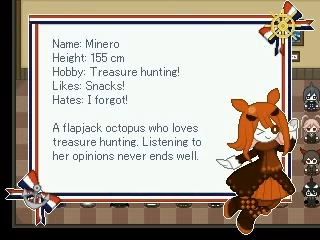 Name: Minero
Height: 155 cm
Hobby: Treasure hunting!
Likes: Snacks!
Hates: I forgot!
A flapjack octopus who loves
treasure hunting. Listening to
her opinions never ends well.